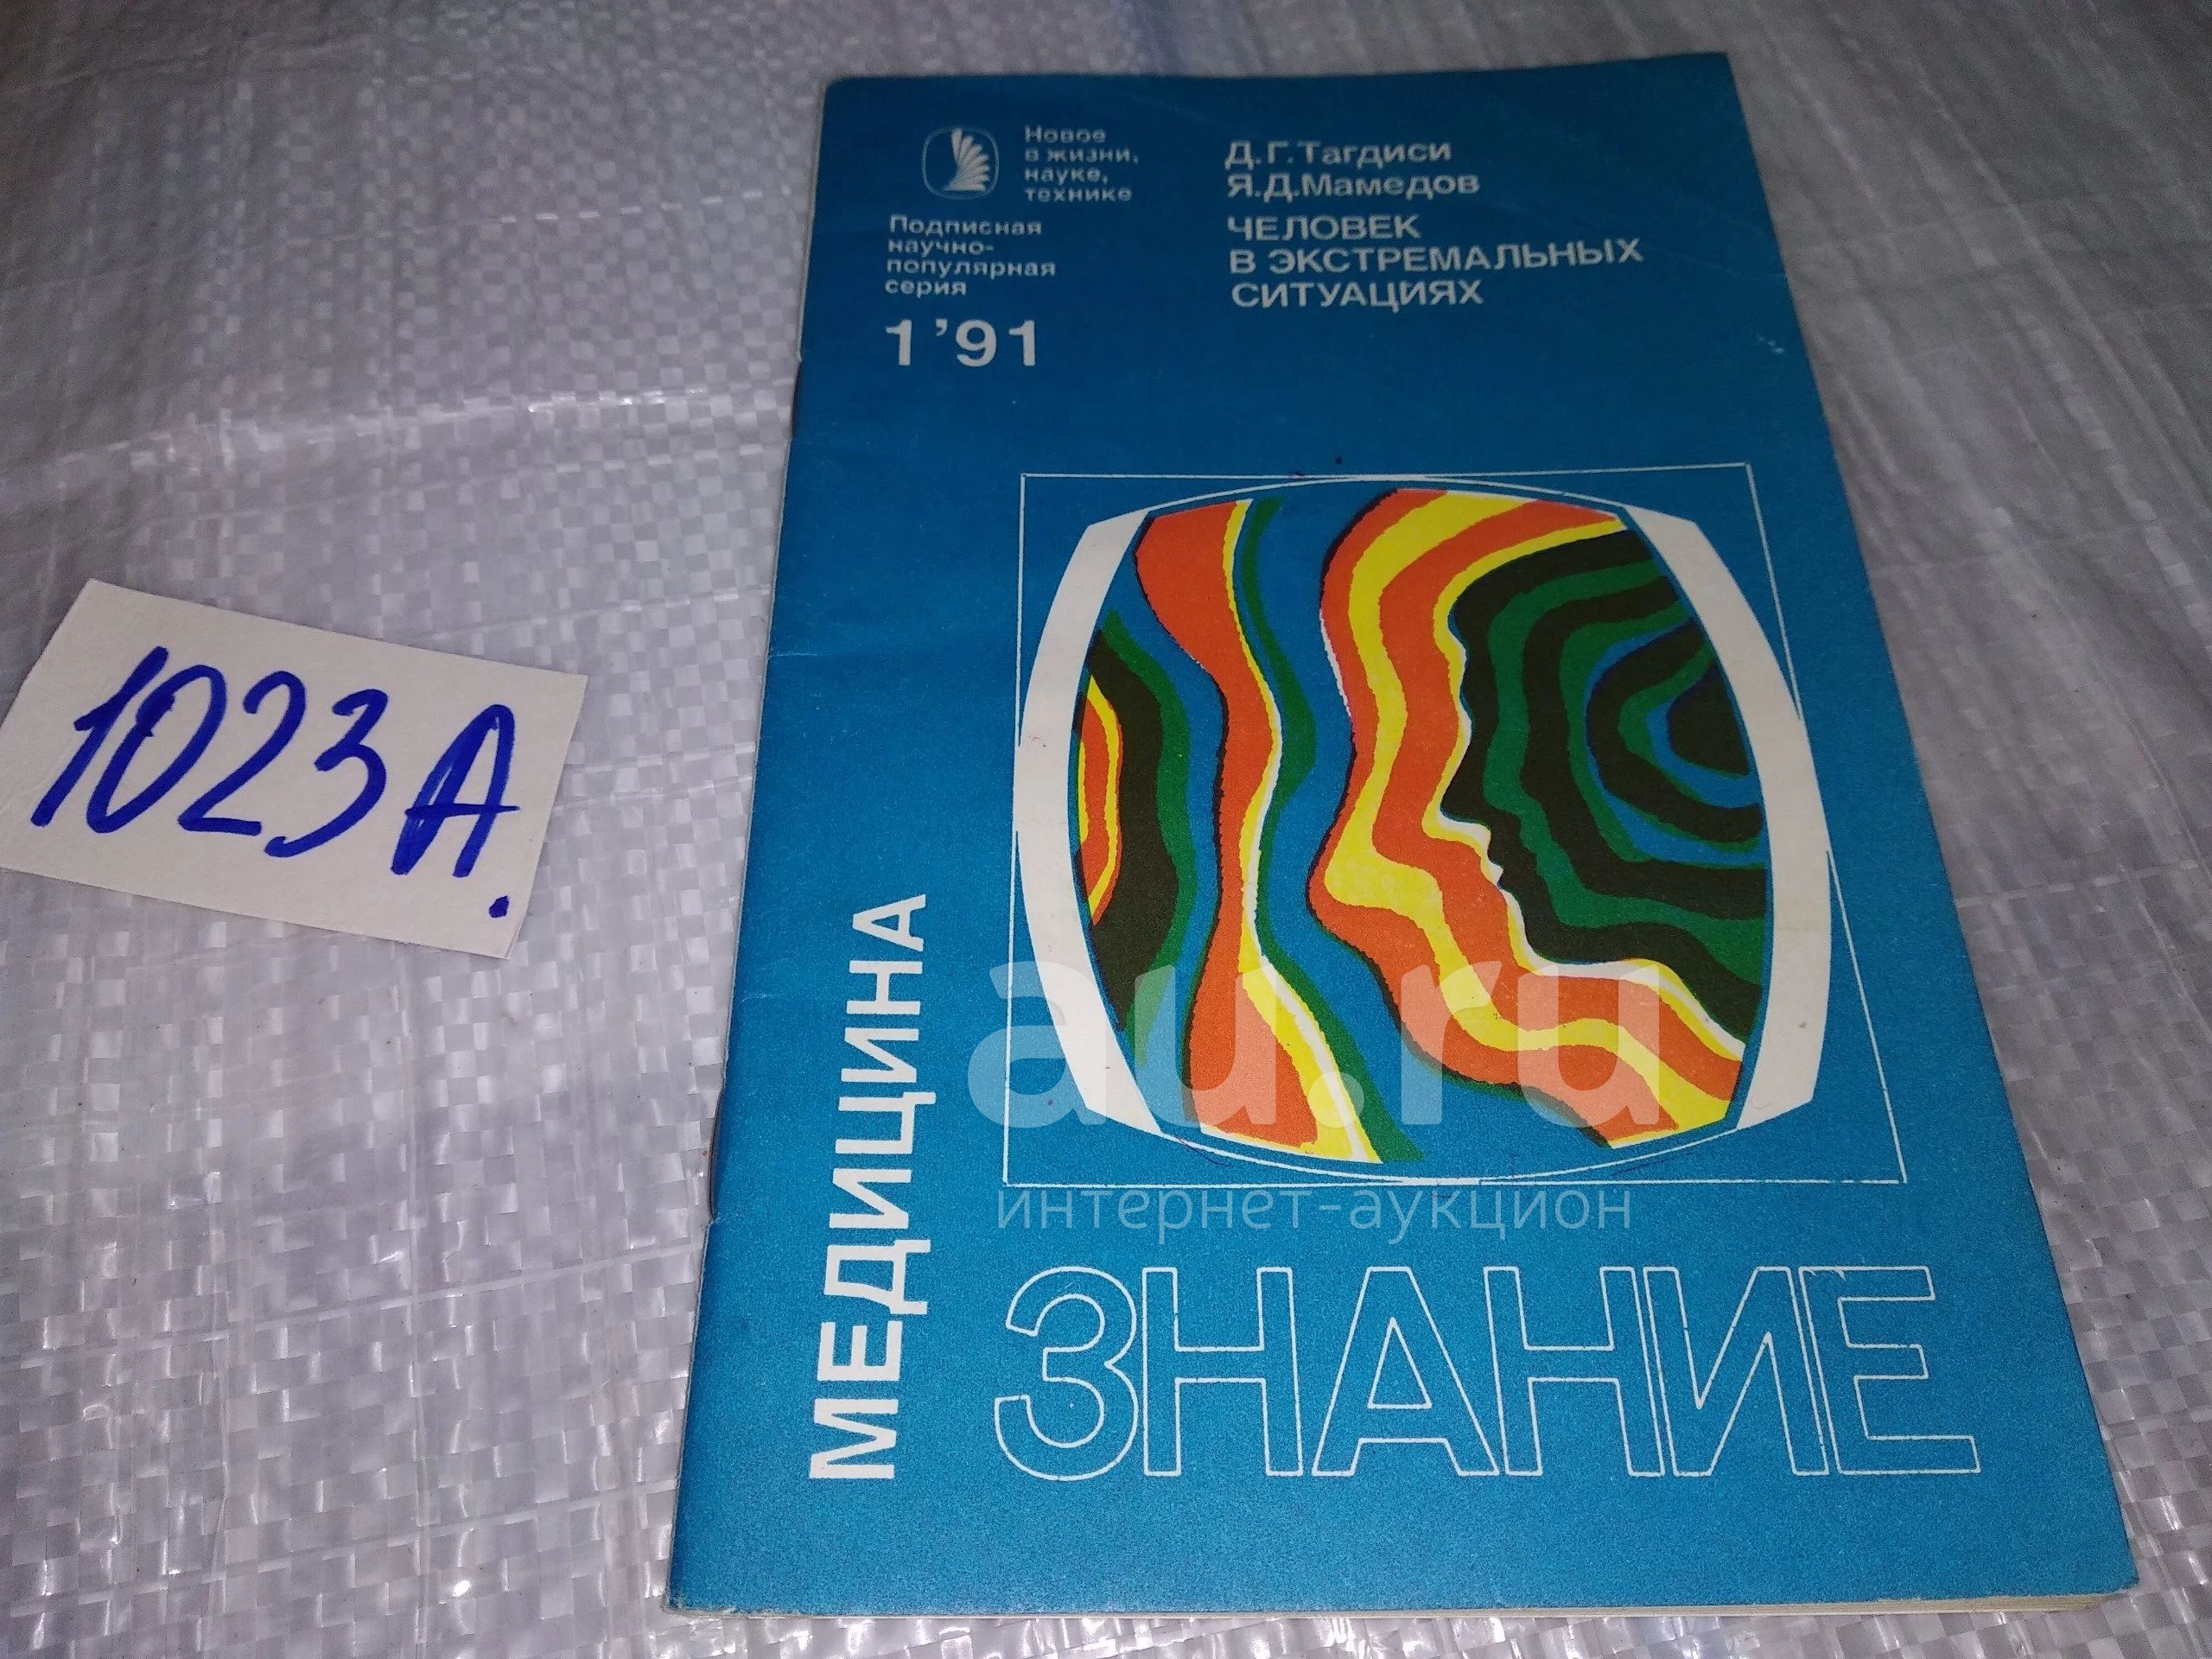 Новое
в жизни,
науке,
технике
Подписная
научно-
популярная
серия
1'91
Д.Г.Тагдиси
Я.Д.Мамедов
ЧЕЛОВЕК
В ЭКСТРЕМАЛЬНЫХ
СИТУАЦИЯХ
1023А.
МЕДИЦИНА
au.ru
интернет-аукцион
ЗНАНИЕ